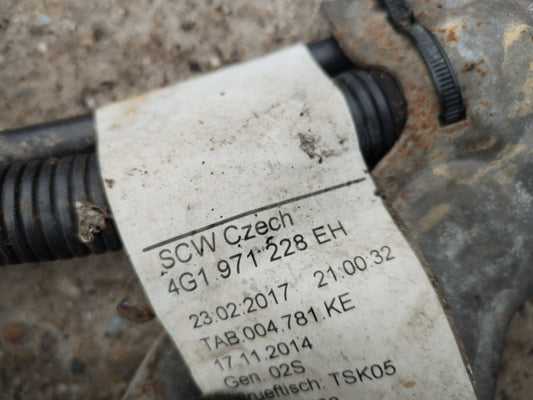 SCW Czech
4G1 971 228 EH
23.02.2017 21:00:32
TAB.004.781.KE
17.11.2014
Gen. 02S
rueftisch: TSK05